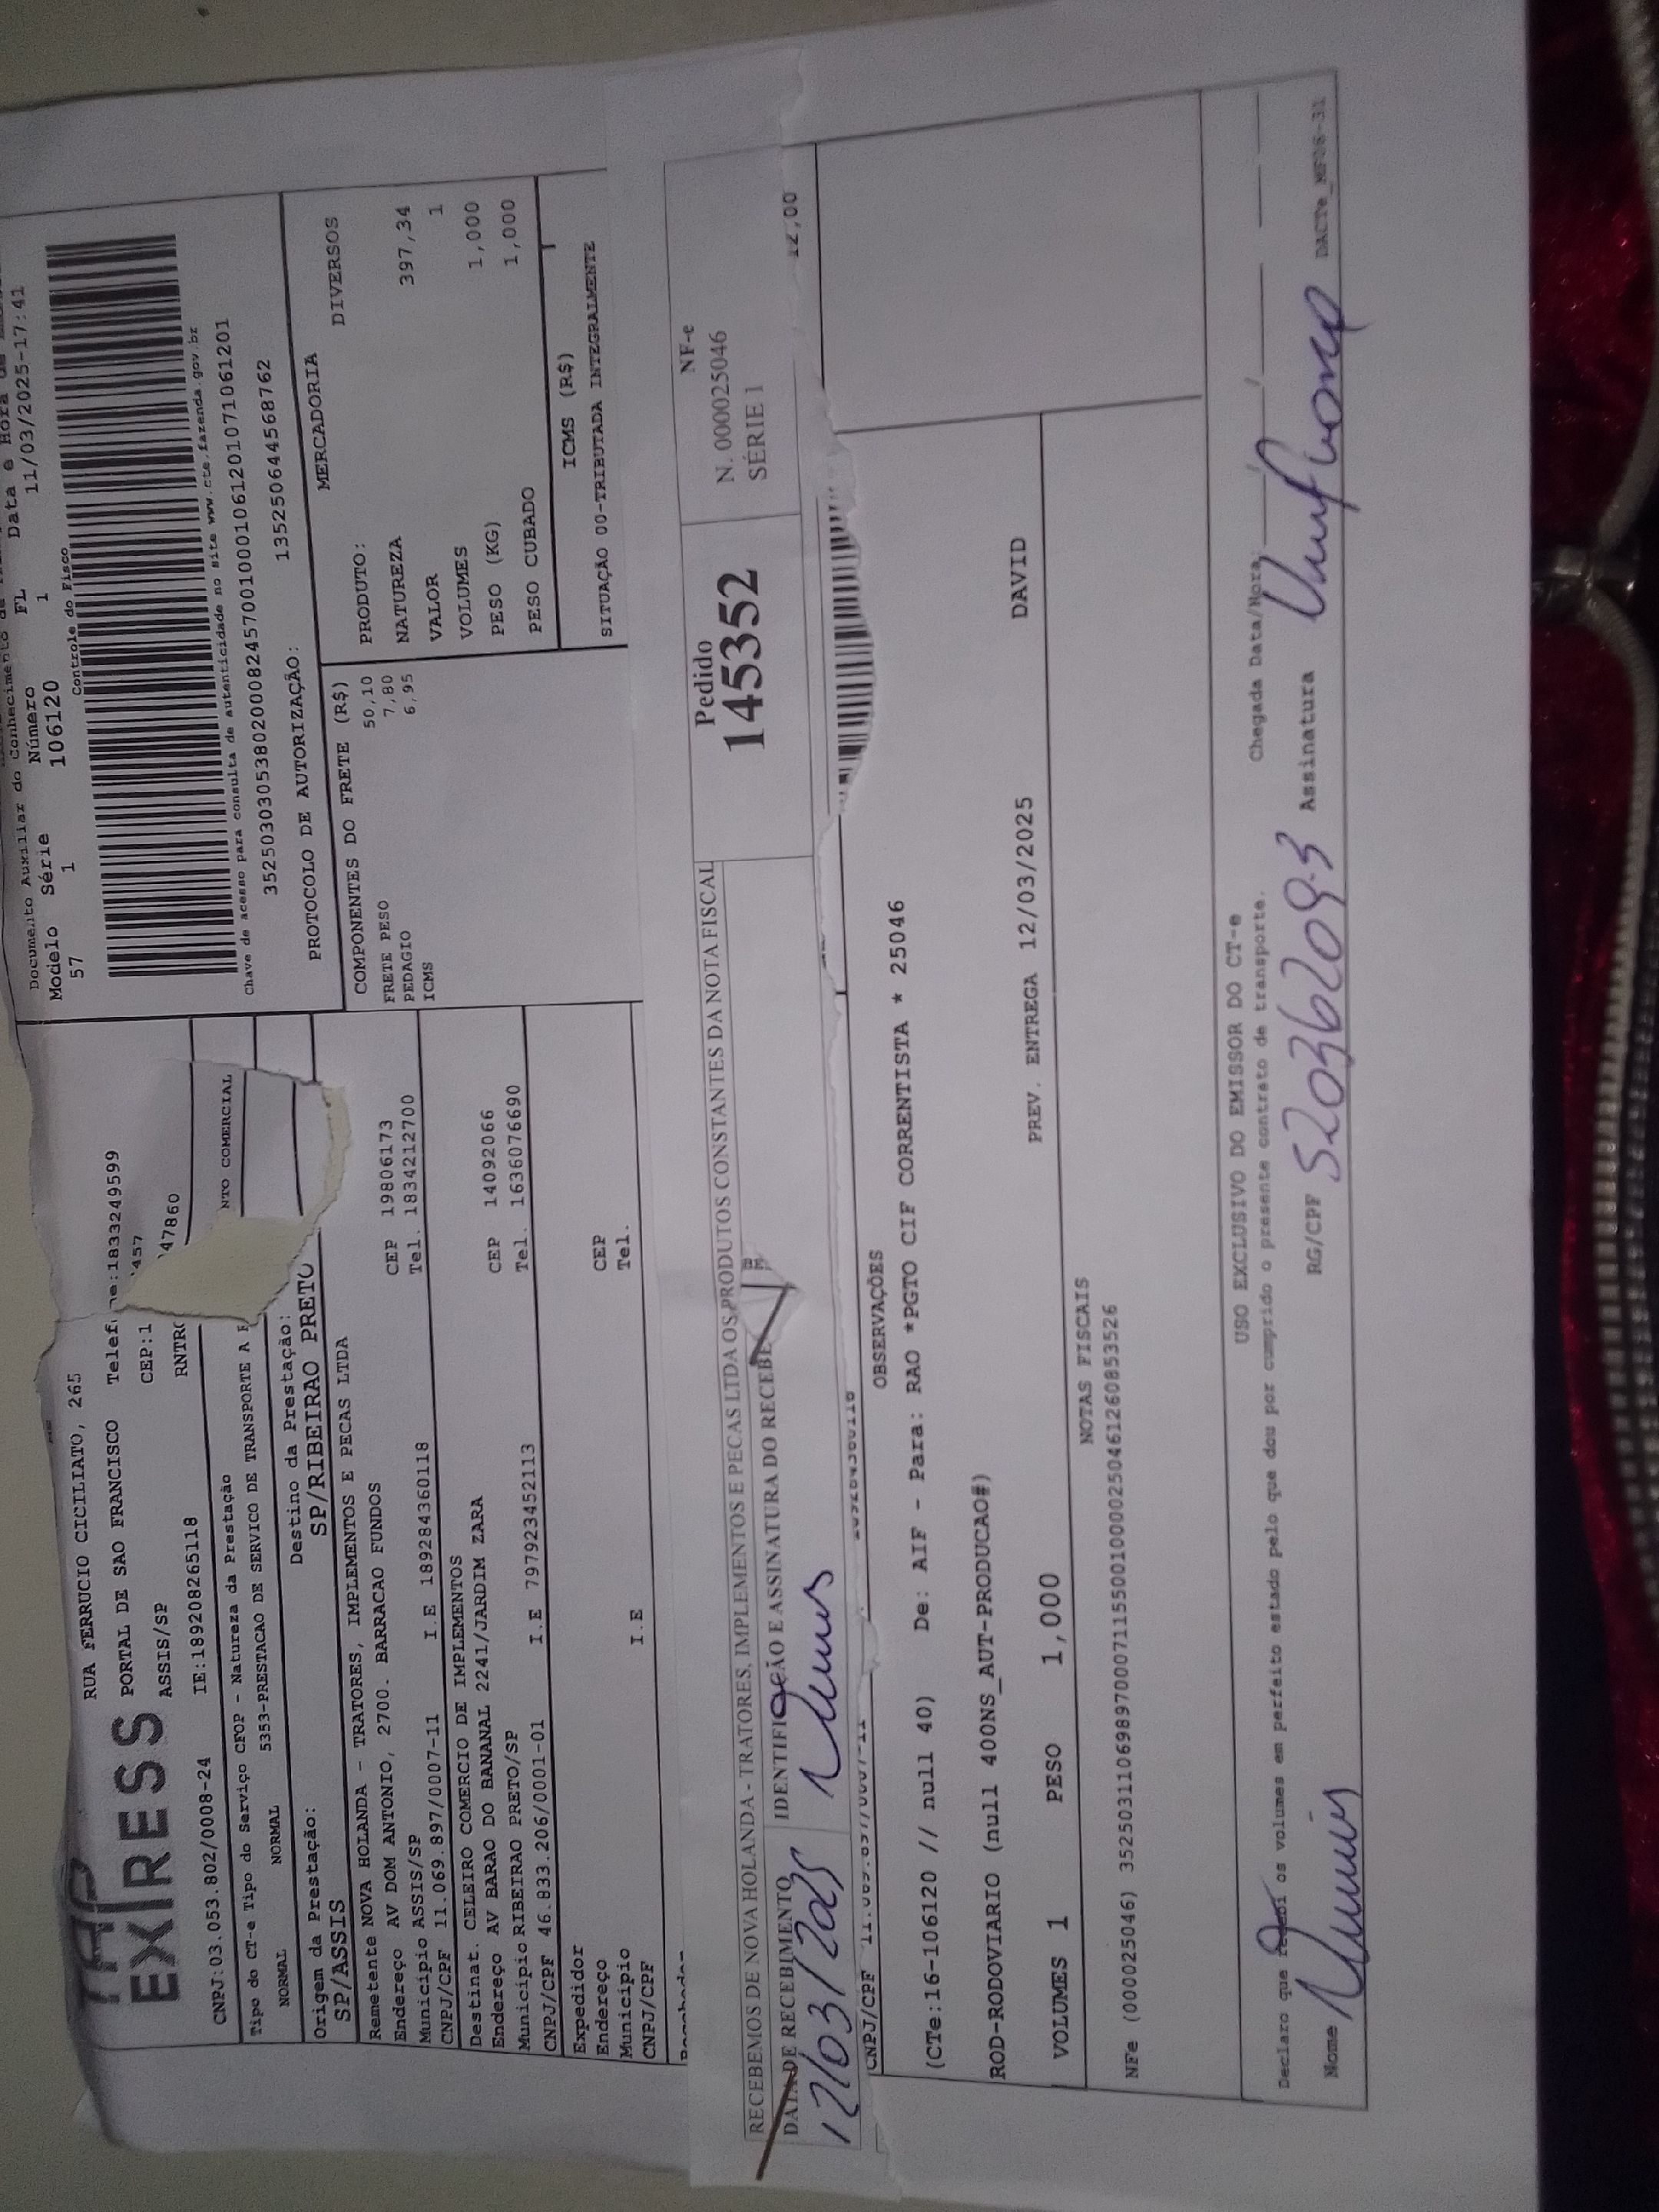 EXPRESS
RUA FERRUCIO CICILIATO, 265
PORTAL DE SAO FRANCISCO
ASSIS/SP CEP:1
CNPJ:03.053.802/0008-24 IE:189208265118
Tipo do CT-e Tipo do Serviço CFOP - Natureza da Prestação
NORMAL NORMAL 5353-PRESTACAO DE SERVICO DE TRANSPORTE A
NTO COMERCIAL
Origem da Prestação: Destino da Prestação:
SP/ASSIS SP/RIBEIRAO PRETO
Documento Auxiliar do Conhecimento de
Modelo Série Número FL Data e Hora de
57 1 106120 1 11/03/2025-17:41
Controle do Fisco
Chave de acesso para consulta de autenticidade no site www.cte.fazenda.gov.br
35250303053802000824570010001061201071061201
PROTOCOLO DE AUTORIZAÇÃO: 135250644568762
Remetente NOVA HOLANDA - TRATORES, IMPLEMENTOS E PECAS LTDA
Endereço AV DOM ANTONIO, 2700. BARRACAO FUNDOS CEP 19806173
Município ASSIS/SP Tel. 1834212700
CNPJ/CPF 11.069.897/0007-11 I.E 189284360118
Destinat. CELEIRO COMERCIO DE IMPLEMENTOS
Endereço AV BARAO DO BANANAL 2241/JARDIM ZARA CEP 14092066
Município RIBEIRAO PRETO/SP Tel. 1636076690
CNPJ/CPF 46.833.206/0001-01 I.E 797923452113
Expedidor
Endereço CEP
Município Tel.
CNPJ/CPF I.E
COMPONENTES DO FRETE (R$)
FRETE PESO 50,10
PEDAGIO 7,80
ICMS 6,95
MERCADORIA
PRODUTO: DIVERSOS
NATUREZA
VALOR 397,34
VOLUMES 1
PESO (KG) 1,000
PESO CUBADO 1,000
ICMS (R$)
SITUAÇÃO 00-TRIBUTADA INTEGRALMENTE
12,00
RECEBEMOS DE NOVA HOLANDA - TRATORES, IMPLEMENTOS E PECAS LTDA OS PRODUTOS CONSTANTES DA NOTA FISCAL
DATA DE RECEBIMENTO IDENTIFICAÇÃO E ASSINATURA DO RECEBE
12/03/2025
Pedido
145352
NF-e
N. 000025046
SÉRIE 1
CNPJ/CPF
OBSERVAÇÕES
(CTe:16-106120 // null 40) De: AIF - Para: RAO *PGTO CIF CORRENTISTA * 25046
ROD-RODOVIARIO (null 40ONS_AUT-PRODUCAO#)
VOLUMES 1 PESO 1,000 PREV. ENTREGA 12/03/2025 DAVID
NOTAS FISCAIS
NFe (000025046) 35250311069897000711550010000250461260853526
USO EXCLUSIVO DO EMISSOR DO CT-e
Declaro que recebi os volumes em perfeito estado pelo que dou por cumprido o presente contrato de transporte. Chegada Data/Hora:
Nome RG/CPF 520362093 Assinatura